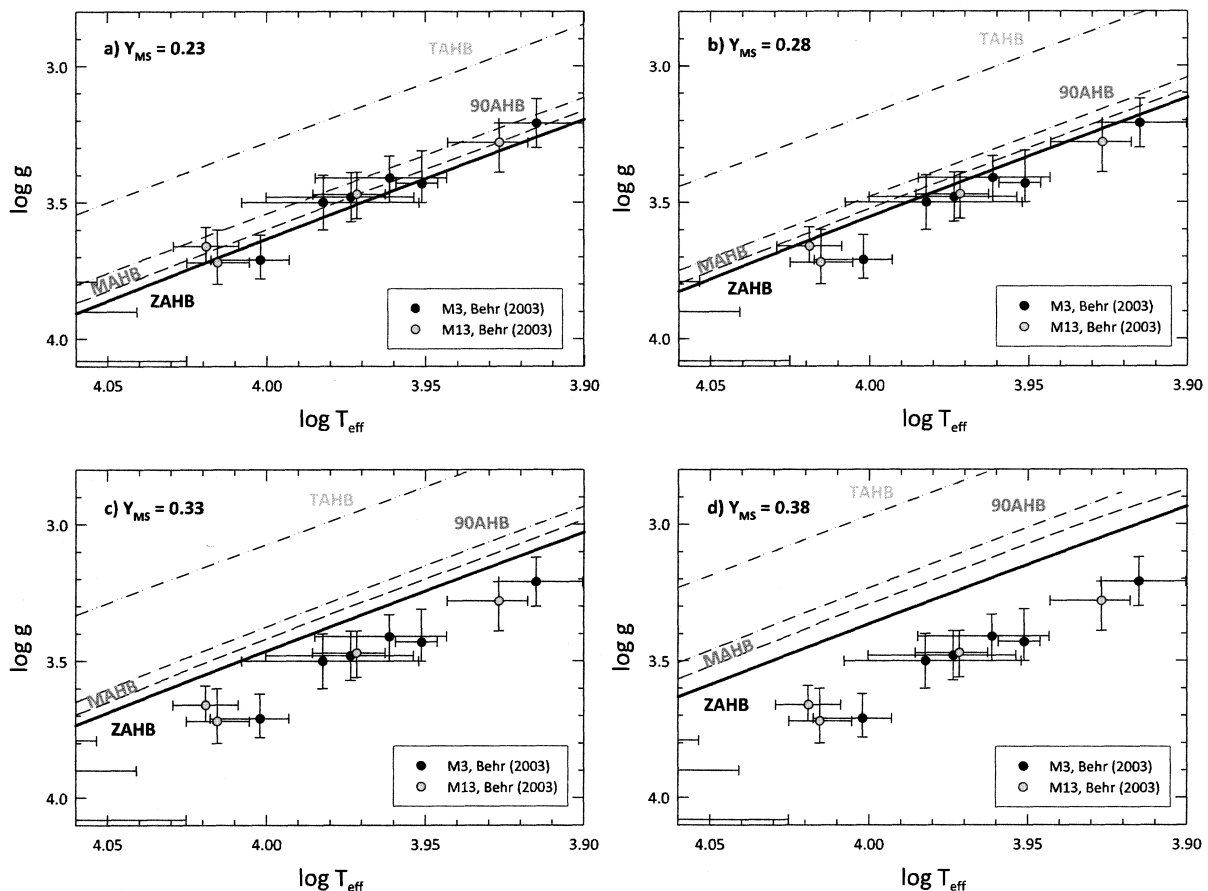 a) Y_MS = 0.23
TAHB
90AHB
MAHB
ZAHB
M3, Behr (2003)
M13, Behr (2003)
3.0
3.5
4.0
log g
4.05 4.00 3.95 3.90
log T_eff
b) Y_MS = 0.28
TAHB
90AHB
MAHB
ZAHB
M3, Behr (2003)
M13, Behr (2003)
3.0
3.5
4.0
log g
4.05 4.00 3.95 3.90
log T_eff
c) Y_MS = 0.33
TAHB
90AHB
MAHB
ZAHB
M3, Behr (2003)
M13, Behr (2003)
3.0
3.5
4.0
log g
4.05 4.00 3.95 3.90
log T_eff
d) Y_MS = 0.38
TAHB
90AHB
MAHB
ZAHB
M3, Behr (2003)
M13, Behr (2003)
3.0
3.5
4.0
log g
4.05 4.00 3.95 3.90
log T_eff